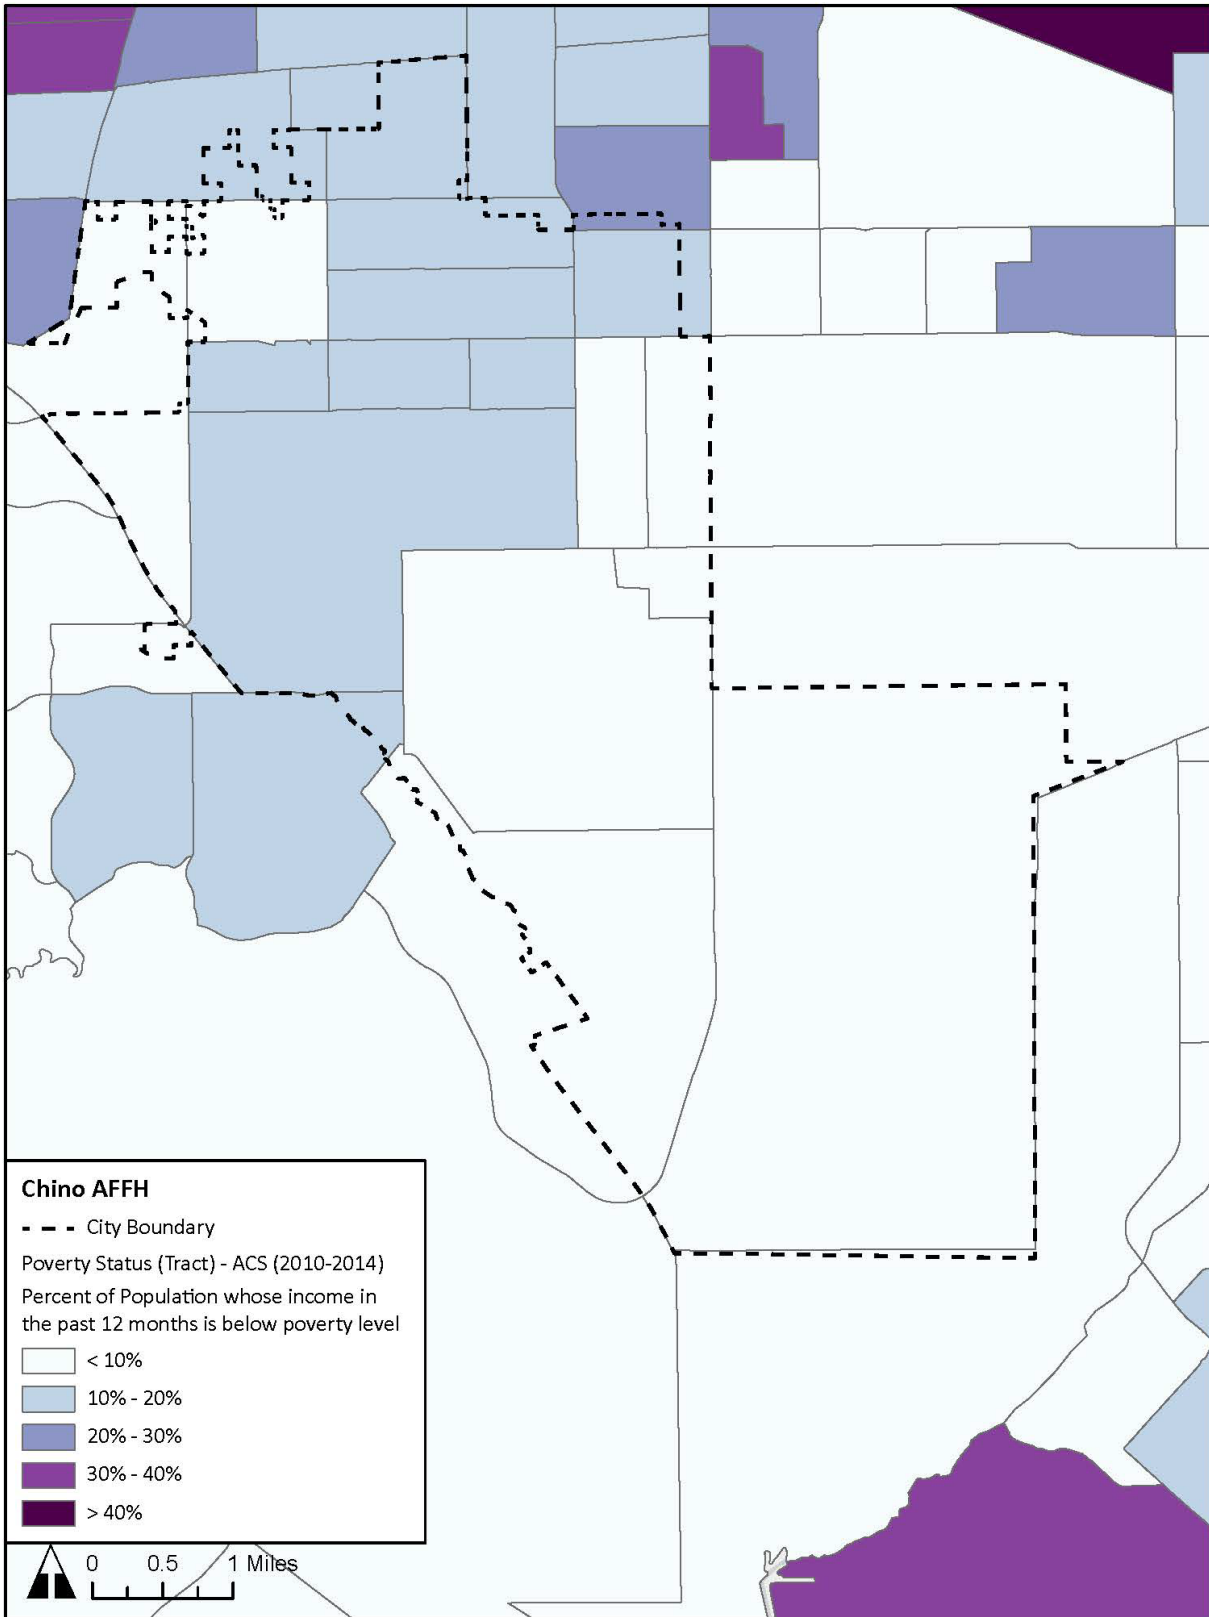 Chino AFFH
City Boundary
Poverty Status (Tract) - ACS (2010-2014)
Percent of Population whose income in
the past 12 months is below poverty level
< 10%
10% - 20%
20% - 30%
30% - 40%
> 40%
0 0.5 1 Miles